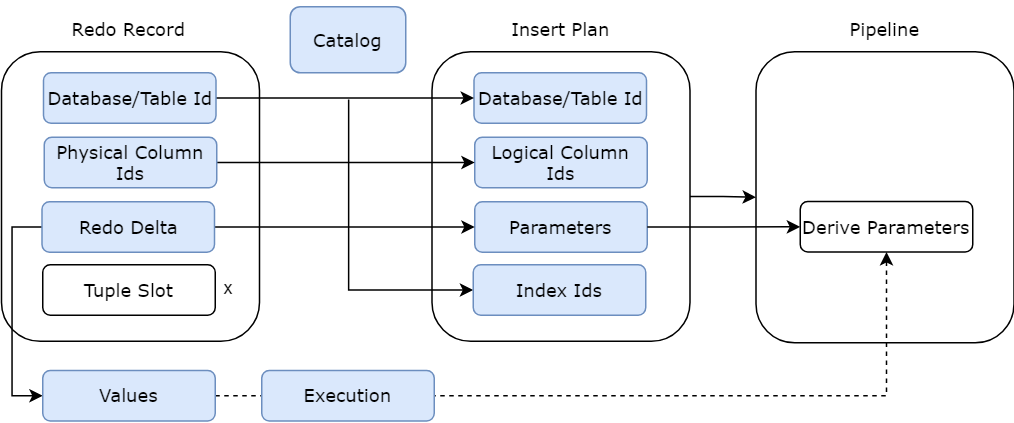 Redo Record
Catalog
Insert Plan
Pipeline
Database/Table Id
Database/Table Id
Physical Column
Ids
Logical Column
Ids
Redo Delta
Parameters
Derive Parameters
Tuple Slot
x
Index Ids
Values
Execution